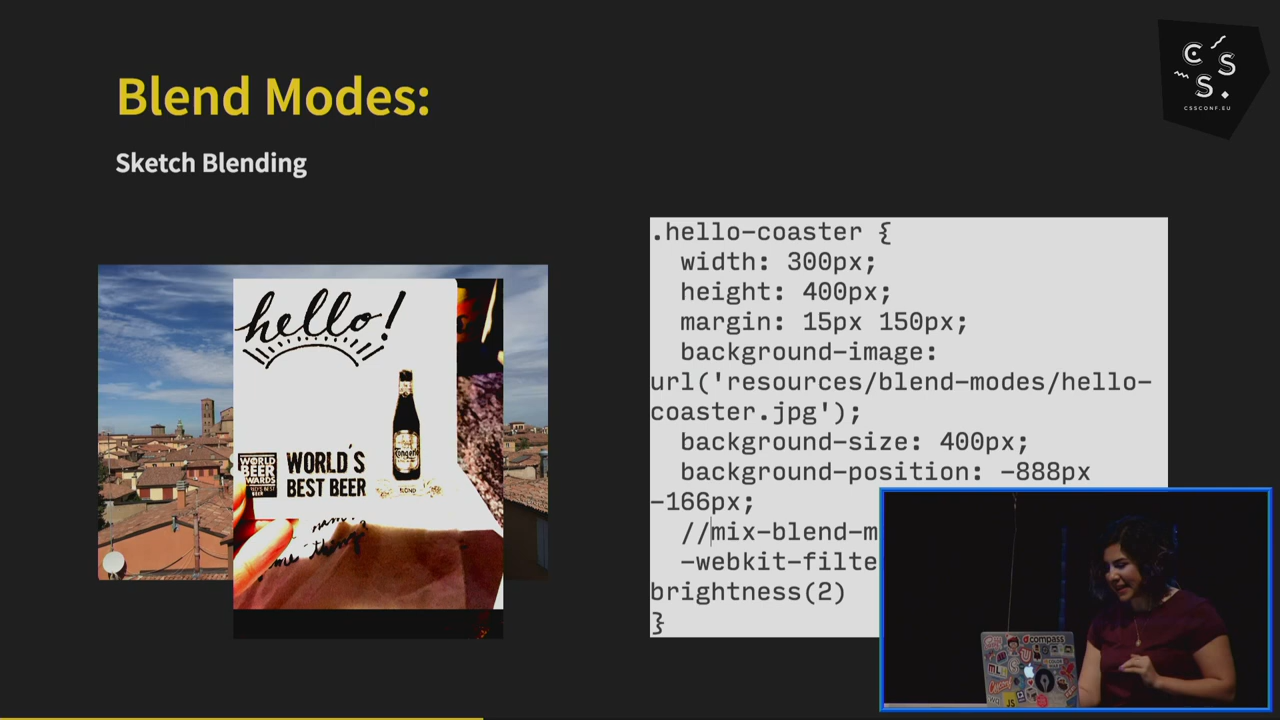 Blend Modes:
Sketch Blending
C
S
S.
CSSCONF.EU
hello!
WORLD
BEER
AWARDS
WORLD'S
BEST BEER
BLOND
.hello-coaster {
width: 300px;
height: 400px;
margin: 15px 150px;
background-image:
url('resources/blend-modes/hello-
coaster.jpg');
background-size: 400px;
background-position: -888px
-166px;
//mix-blend-m
-webkit-filte
brightness(2)
}
compass
JS